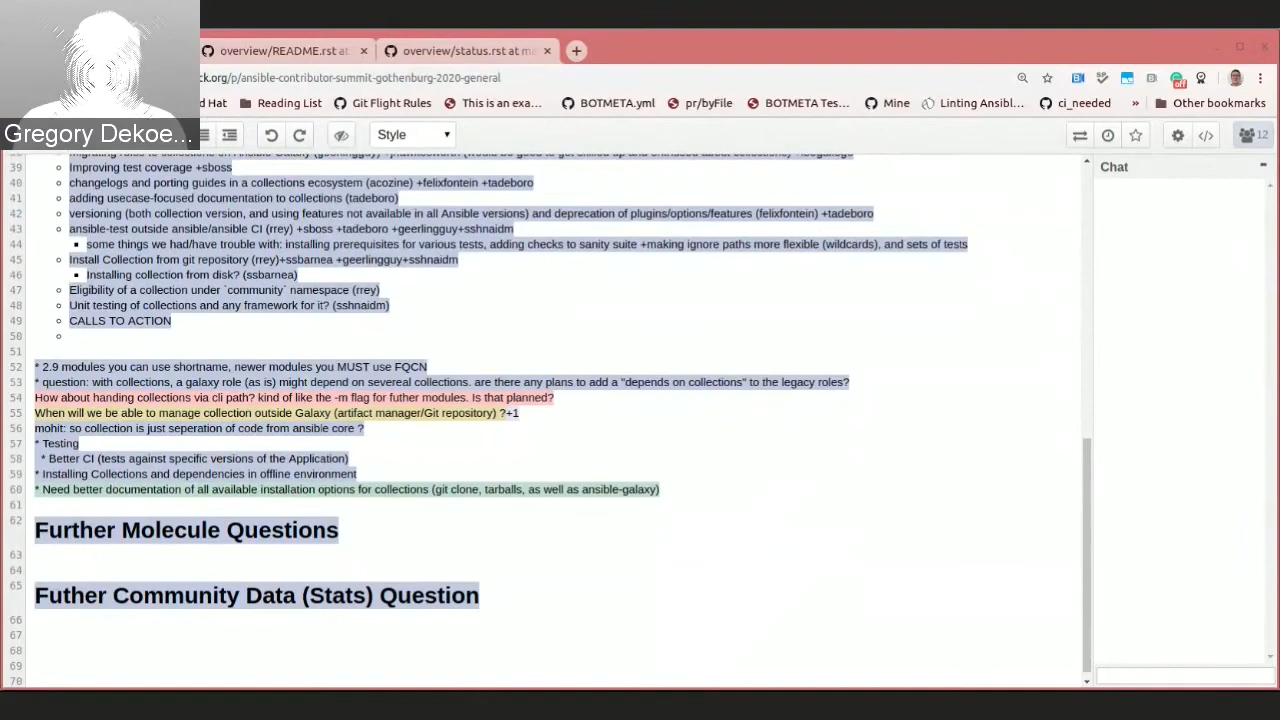 Gregory Dekoe...
overview/README.rst at
overview/status.rst at ma
ck.org/p/ansible-contributor-summit-gothenburg-2020-general
d Hat
Reading List
Git Flight Rules
This is an exa...
BOTMETA.yml
pr/byFile
BOTMETA Tes...
Mine
Linting Ansibl...
ci_needed
»
Other bookmarks
off
Style
12
Chat
39 Improving test coverage +sboss
40 changelogs and porting guides in a collections ecosystem (acozine) +felixfontein +tadeboro
41 adding usecase-focused documentation to collections (tadeboro)
42 versioning (both collection version, and using features not available in all Ansible versions) and deprecation of plugins/options/features (felixfontein) +tadeboro
43 ansible-test outside ansible/ansible CI (rrey) +sboss +tadeboro +geerlingguy+sshnaidm
44 some things we had/have trouble with: installing prerequisites for various tests, adding checks to sanity suite +making ignore paths more flexible (wildcards), and sets of tests
45 Install Collection from git repository (rrey)+ssbarnea +geerlingguy+sshnaidm
46 Installing collection from disk? (ssbarnea)
47 Eligibility of a collection under `community` namespace (rrey)
48 Unit testing of collections and any framework for it? (sshnaidm)
49 CALLS TO ACTION
50
51
52 * 2.9 modules you can use shortname, newer modules you MUST use FQCN
53 * question: with collections, a galaxy role (as is) might depend on severeal collections. are there any plans to add a "depends on collections" to the legacy roles?
54 How about handing collections via cli path? kind of like the -m flag for futher modules. Is that planned?
55 When will we be able to manage collection outside Galaxy (artifact manager/Git repository) ?+1
56 mohit: so collection is just seperation of code from ansible core ?
57 * Testing
58 * Better CI (tests against specific versions of the Application)
59 * Installing Collections and dependencies in offline environment
60 * Need better documentation of all available installation options for collections (git clone, tarballs, as well as ansible-galaxy)
61
62 Further Molecule Questions
63
64
65 Futher Community Data (Stats) Question
66
67
68
69
70